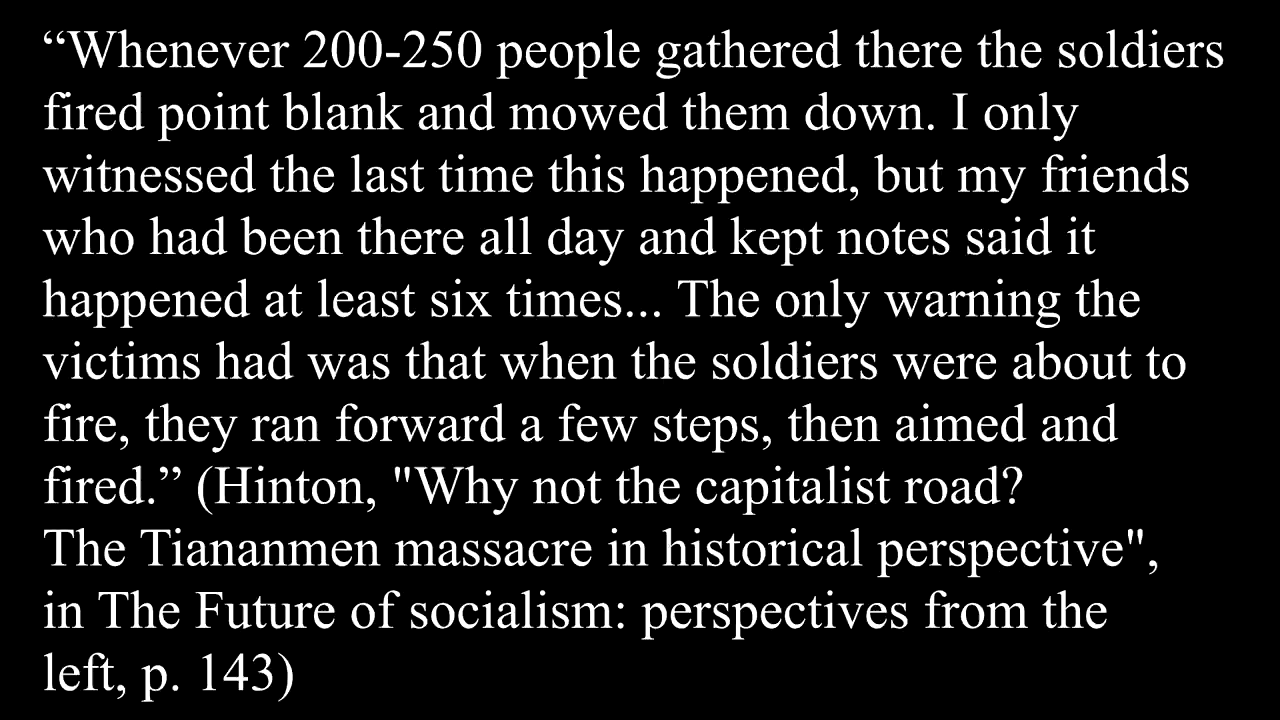 “Whenever 200-250 people gathered there the soldiers
fired point blank and mowed them down. I only
witnessed the last time this happened, but my friends
who had been there all day and kept notes said it
happened at least six times... The only warning the
victims had was that when the soldiers were about to
fire, they ran forward a few steps, then aimed and
fired.” (Hinton, "Why not the capitalist road?
The Tiananmen massacre in historical perspective",
in The Future of socialism: perspectives from the
left, p. 143)